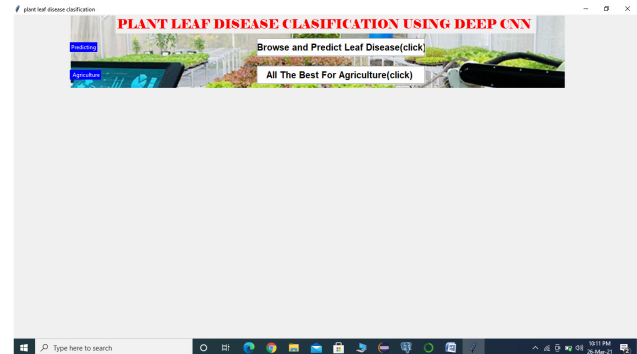 plant leaf disease clasification
PLANT LEAF DISEASE CLASIFICATION USING DEEP CNN
Predicting
Browse and Predict Leaf Disease(click)
Agriculture
All The Best For Agriculture(click)
Type here to search
10:11 PM
26-Mar-21